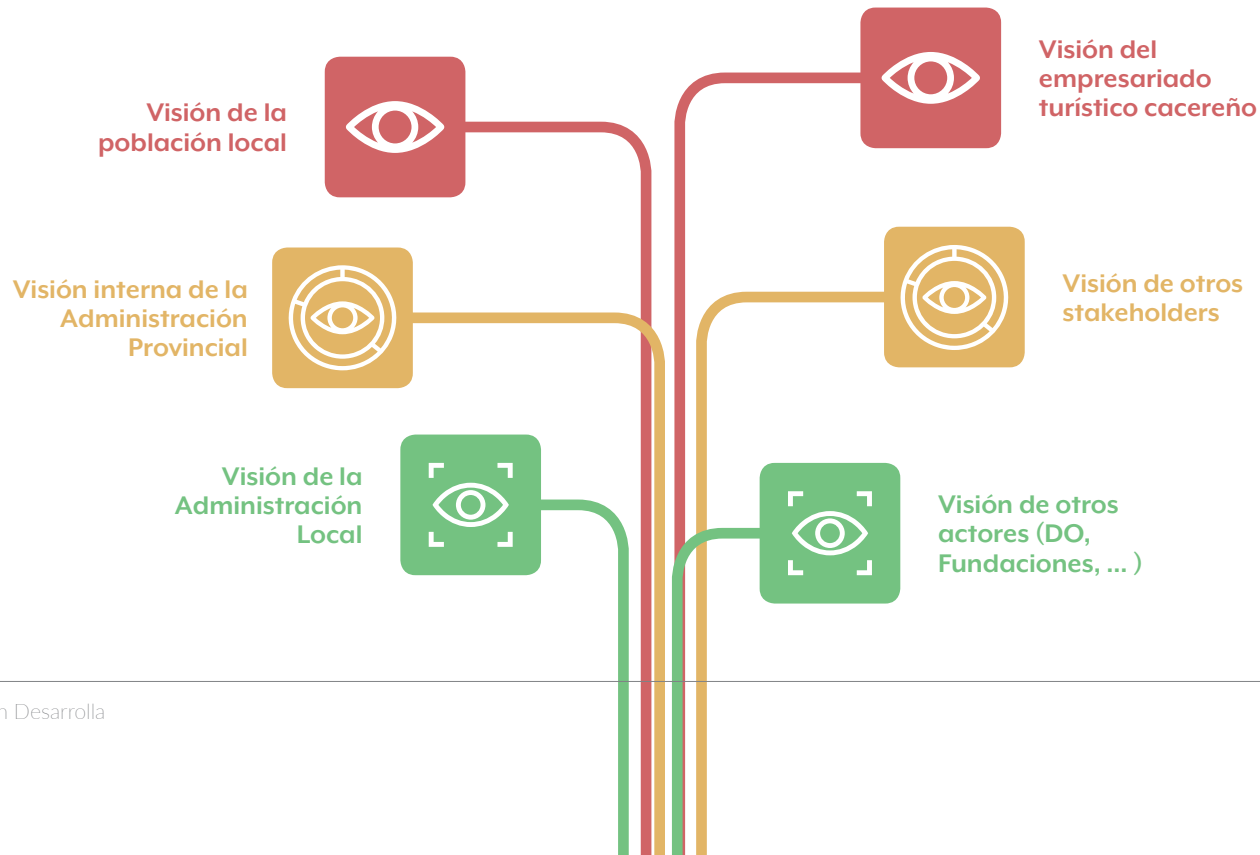 Visión de la
población local
Visión del
empresariado
turístico cacereño
Visión interna de la
Administración
Provincial
Visión de otros
stakeholders
Visión de la
Administración
Local
Visión de otros
actores (DO,
Fundaciones, ... )
n Desarrolla